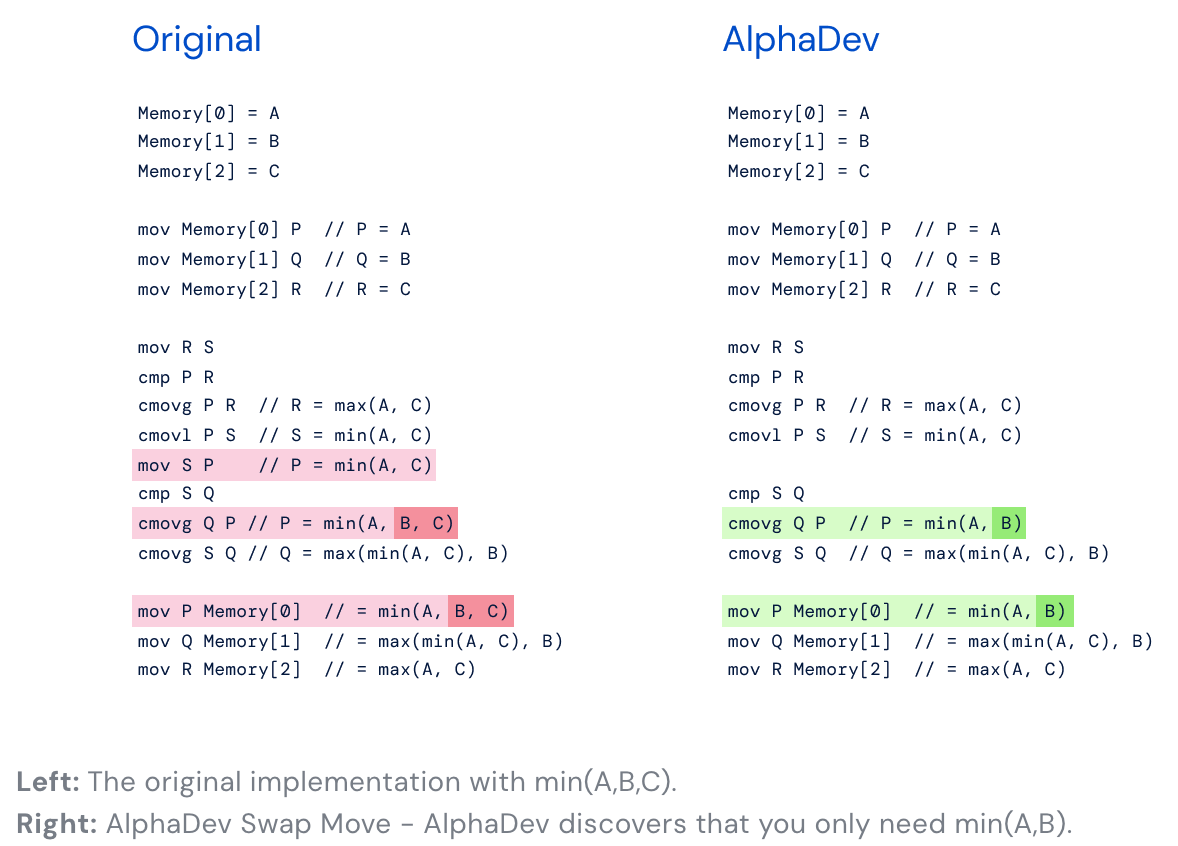 Original
Memory[0] = A
Memory[1] = B
Memory[2] = C
mov Memory[0] P  // P = A
mov Memory[1] Q  // Q = B
mov Memory[2] R  // R = C
mov R S
cmp P R
cmovg P R  // R = max(A, C)
cmovl P S  // S = min(A, C)
mov S P    // P = min(A, C)
cmp S Q
cmovg Q P // P = min(A, B, C)
cmovg S Q // Q = max(min(A, C), B)
mov P Memory[0]  // = min(A, B, C)
mov Q Memory[1]  // = max(min(A, C), B)
mov R Memory[2]  // = max(A, C)
AlphaDev
Memory[0] = A
Memory[1] = B
Memory[2] = C
mov Memory[0] P  // P = A
mov Memory[1] Q  // Q = B
mov Memory[2] R  // R = C
mov R S
cmp P R
cmovg P R  // R = max(A, C)
cmovl P S  // S = min(A, C)
cmp S Q
cmovg Q P  // P = min(A, B)
cmovg S Q  // Q = max(min(A, C), B)
mov P Memory[0]  // = min(A, B)
mov Q Memory[1]  // = max(min(A, C), B)
mov R Memory[2]  // = max(A, C)
Left: The original implementation with min(A,B,C).
Right: AlphaDev Swap Move - AlphaDev discovers that you only need min(A,B).